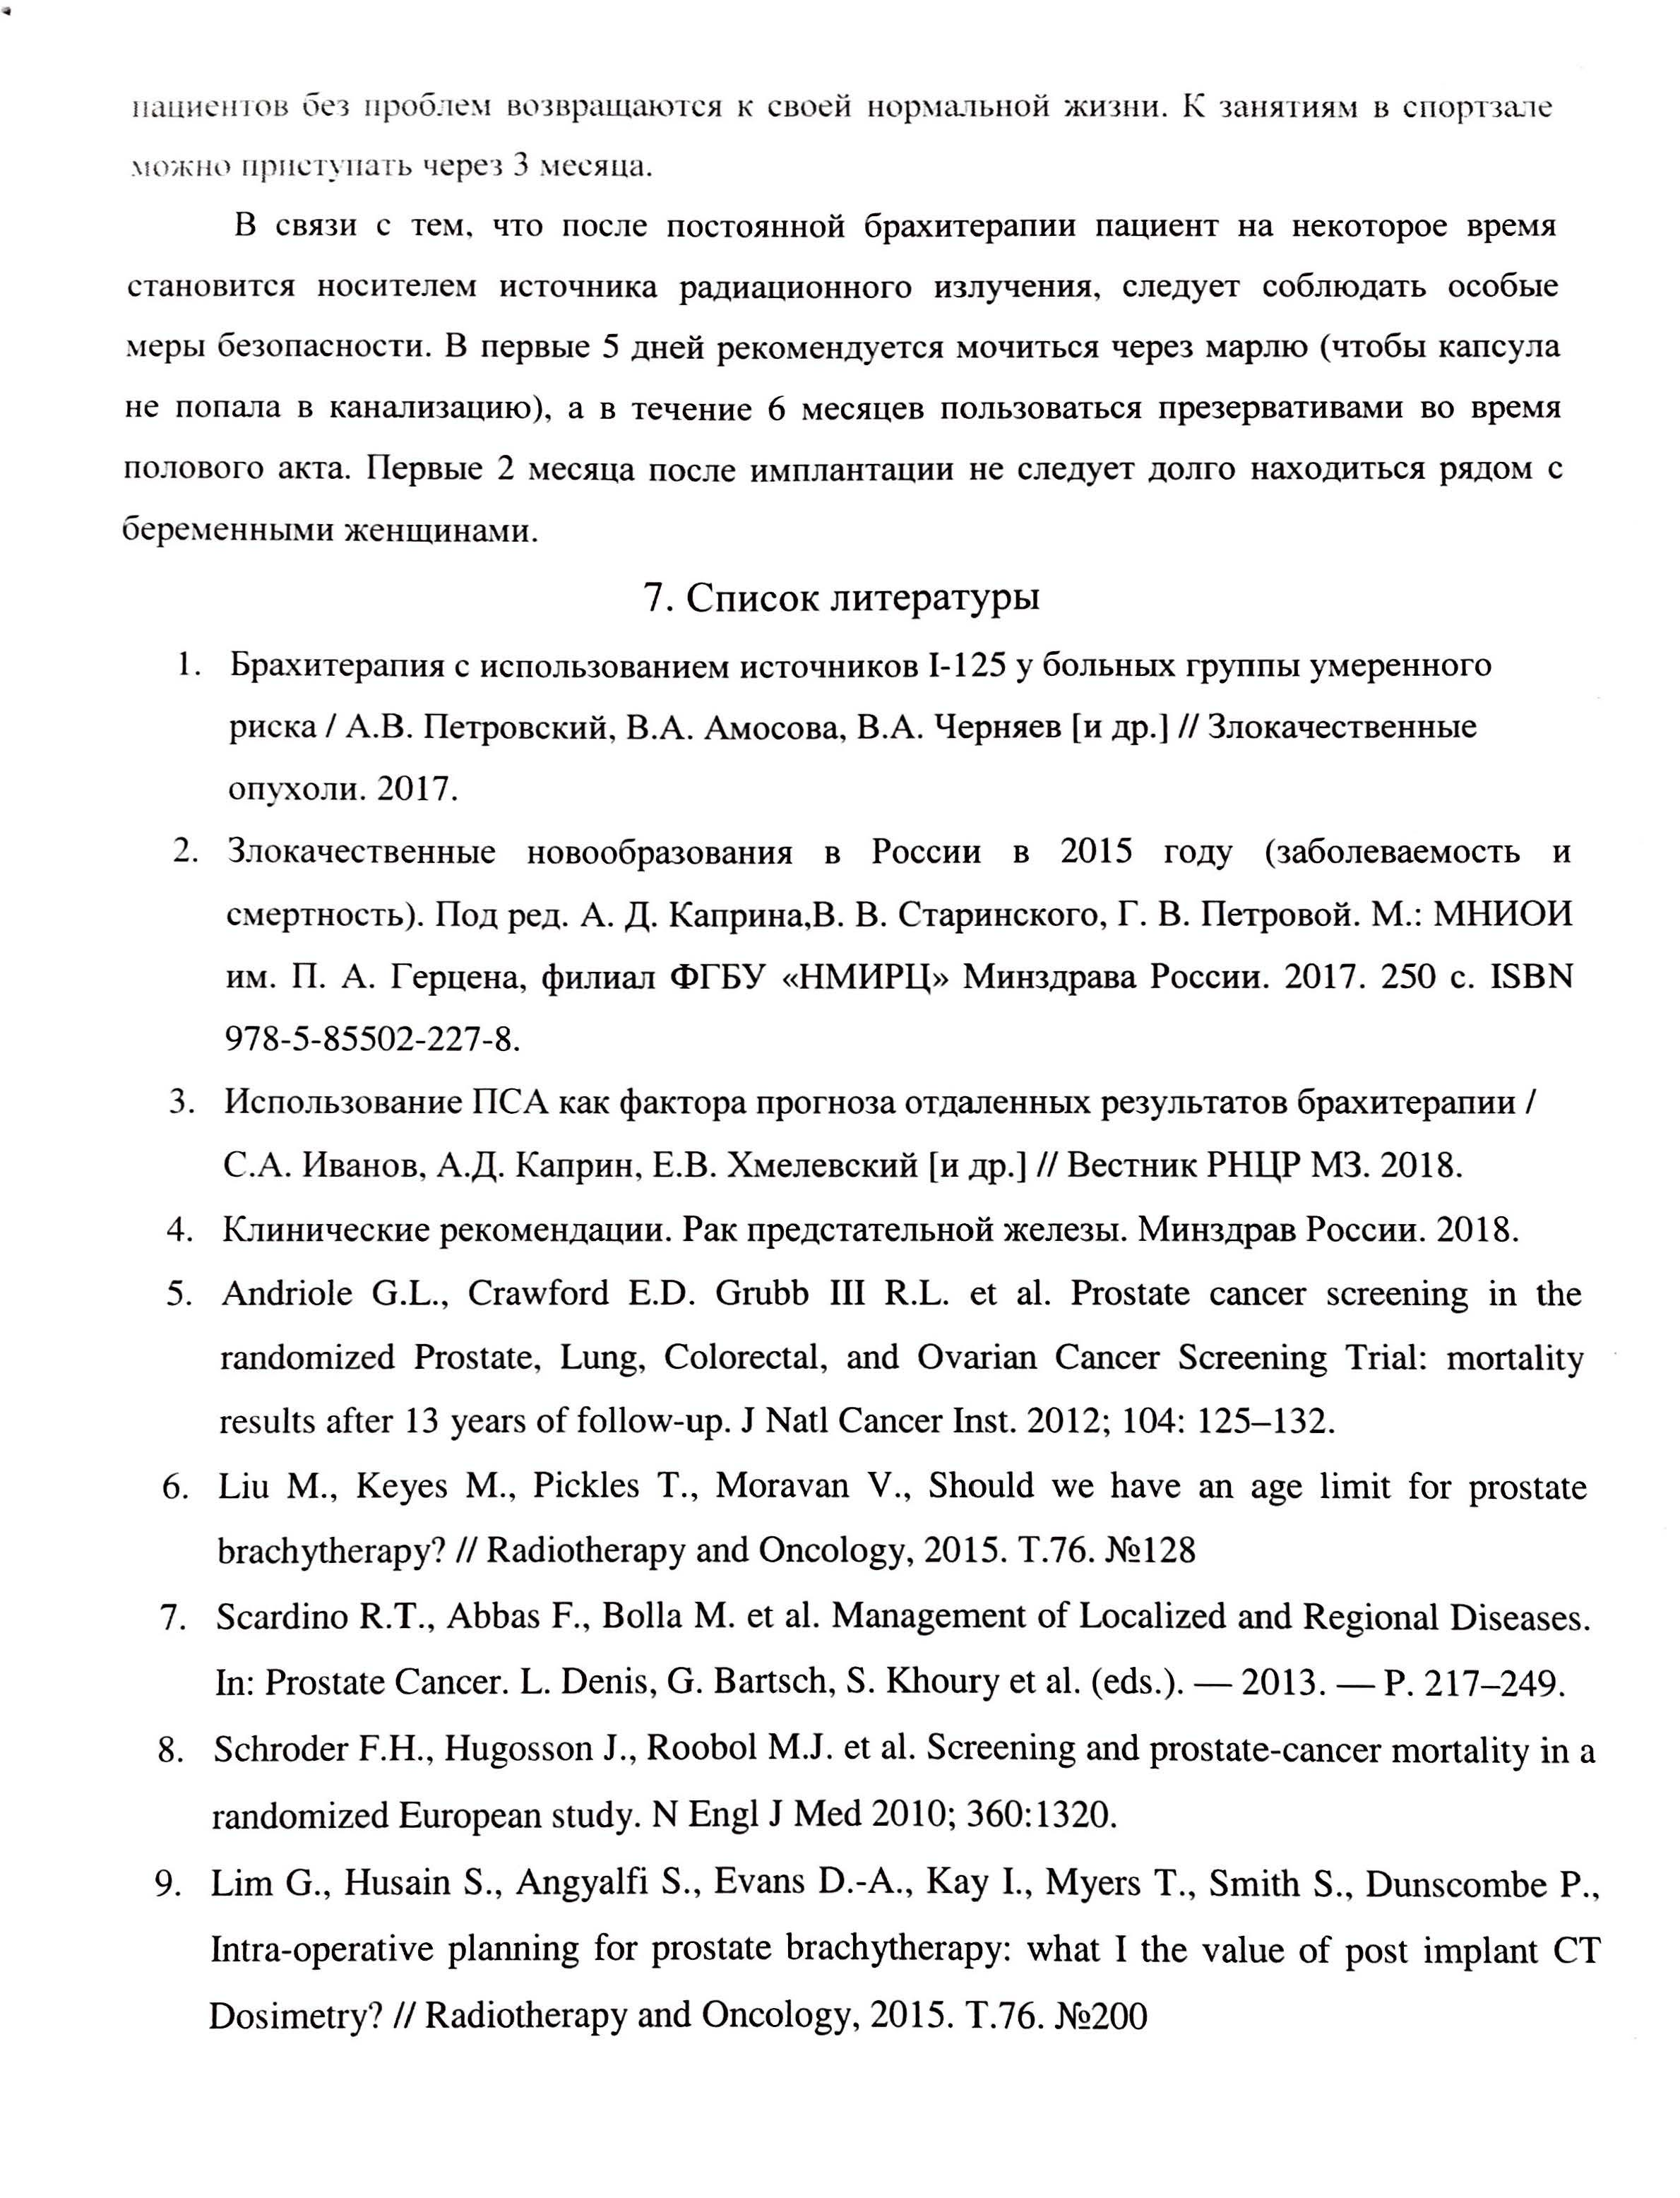 пациентов без проблем возвращаются к своей нормальной жизни. К занятиям в спортзале
можно приступать через 3 месяца.
В связи с тем, что после постоянной брахитерапии пациент на некоторое время
становится носителем источника радиационного излучения, следует соблюдать особые
меры безопасности. В первые 5 дней рекомендуется мочиться через марлю (чтобы капсула
не попала в канализацию), а в течение 6 месяцев пользоваться презервативами во время
полового акта. Первые 2 месяца после имплантации не следует долго находиться рядом с
беременными женщинами.
7. Список литературы
1. Брахитерапия с использованием источников I-125 у больных группы умеренного
риска / А.В. Петровский, В.А. Амосова, В.А. Черняев [и др.] // Злокачественные
опухоли. 2017.
2. Злокачественные новообразования в России в 2015 году (заболеваемость и
смертность). Под ред. А. Д. Каприна,В. В. Старинского, Г. В. Петровой. М.: МНИОИ
им. П. А. Герцена, филиал ФГБУ «НМИРЦ» Минздрава России. 2017. 250 с. ISBN
978-5-85502-227-8.
3. Использование ПСА как фактора прогноза отдаленных результатов брахитерапии /
С.А. Иванов, А.Д. Каприн, Е.В. Хмелевский [и др.] // Вестник РНЦР МЗ. 2018.
4. Клинические рекомендации. Рак предстательной железы. Минздрав России. 2018.
5. Andriole G.L., Crawford E.D. Grubb III R.L. et al. Prostate cancer screening in the
randomized Prostate, Lung, Colorectal, and Ovarian Cancer Screening Trial: mortality
results after 13 years of follow-up. J Natl Cancer Inst. 2012; 104: 125–132.
6. Liu M., Keyes M., Pickles T., Moravan V., Should we have an age limit for prostate
brachytherapy? // Radiotherapy and Oncology, 2015. T.76. №128
7. Scardino R.T., Abbas F., Bolla M. et al. Management of Localized and Regional Diseases.
In: Prostate Cancer. L. Denis, G. Bartsch, S. Khoury et al. (eds.). — 2013. — P. 217–249.
8. Schroder F.H., Hugosson J., Roobol M.J. et al. Screening and prostate-cancer mortality in a
randomized European study. N Engl J Med 2010; 360:1320.
9. Lim G., Husain S., Angyalfi S., Evans D.-A., Kay I., Myers T., Smith S., Dunscombe P.,
Intra-operative planning for prostate brachytherapy: what I the value of post implant CT
Dosimetry? // Radiotherapy and Oncology, 2015. T.76. №200